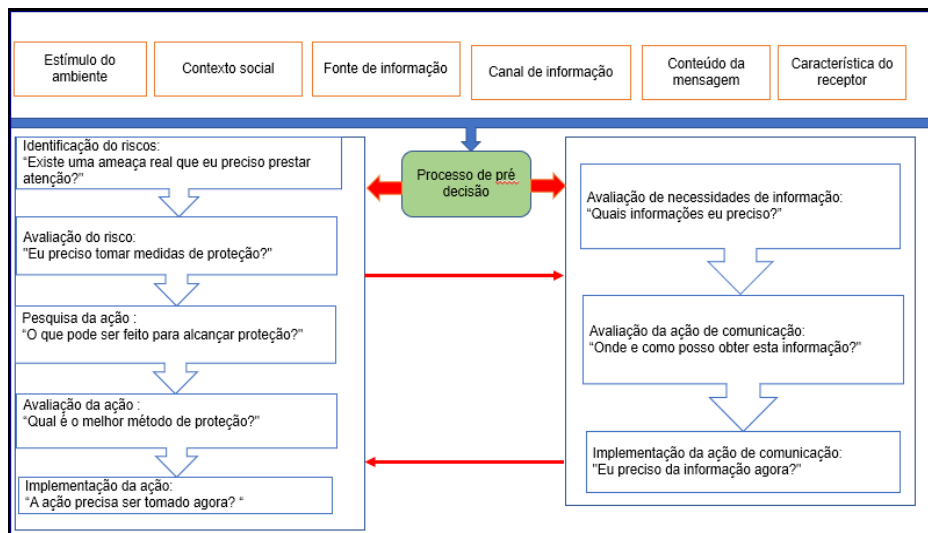 Estímulo do
ambiente
Contexto social
Fonte de informação
Canal de informação
Conteúdo da
mensagem
Característica do
receptor
Processo de pré
decisão
Identificação do riscos:
“Existe uma ameaça real que eu preciso prestar
atenção?”
Avaliação do risco:
"Eu preciso tomar medidas de proteção?"
Pesquisa da ação :
“O que pode ser feito para alcançar proteção?”
Avaliação da ação :
“Qual é o melhor método de proteção?”
Implementação da ação:
“A ação precisa ser tomado agora? “
Avaliação de necessidades de informação:
“Quais informações eu preciso?”
Avaliação da ação de comunicação:
“Onde e como posso obter esta informação?”
Implementação da ação de comunicação:
"Eu preciso da informação agora?”